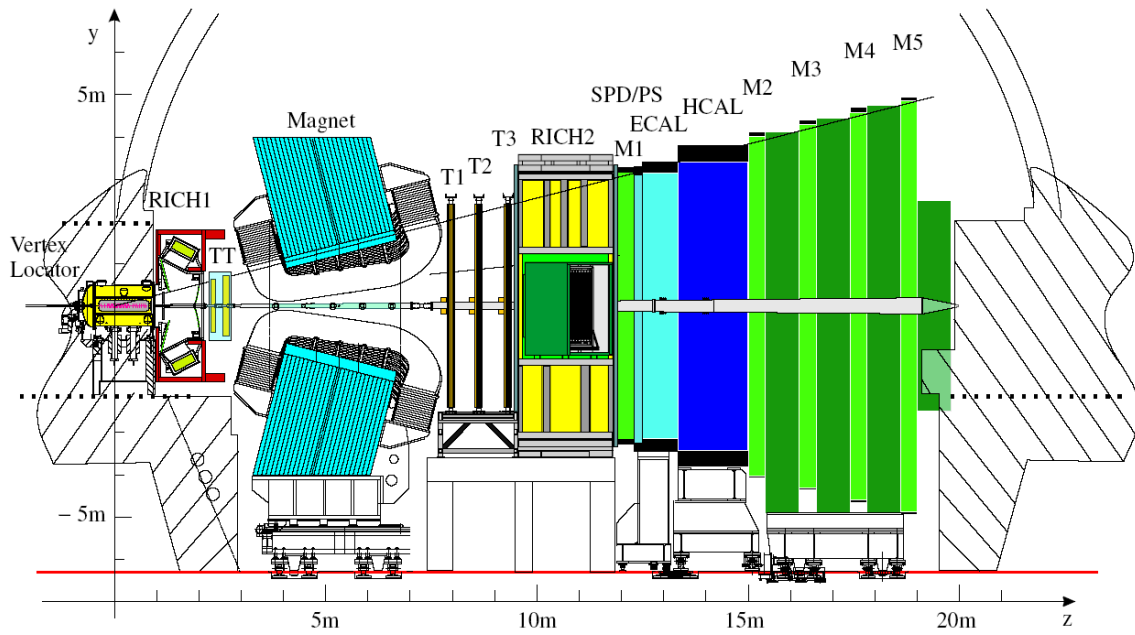 y
5m
M5
M4
M3
M2
HCAL
SPD/PS
ECAL
Magnet
T3
RICH2
M1
T2
T1
RICH1
TT
Vertex
Locator
– 5m
5m
10m
15m
20m
z